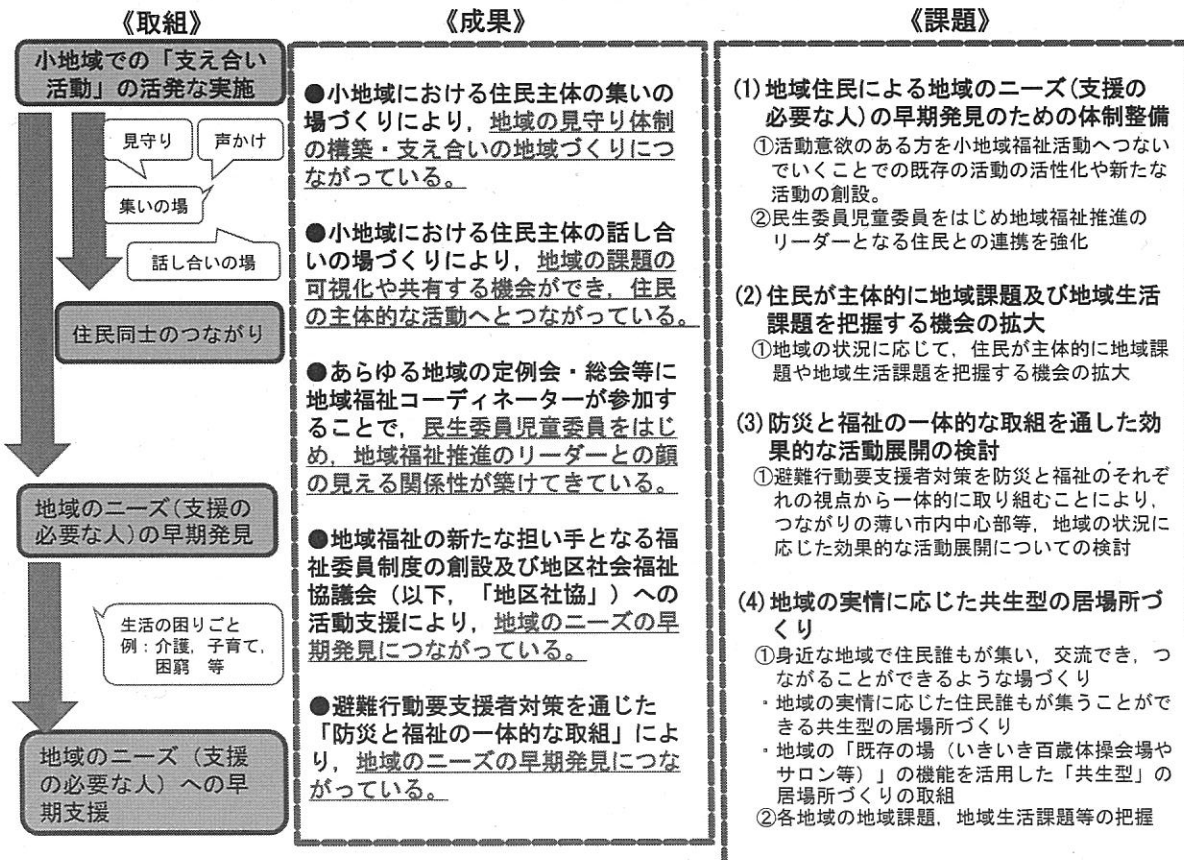 《取組》
小地域での「支え合い
活動」の活発な実施
見守り
声かけ
集いの場
話し合いの場
住民同士のつながり
地域のニーズ(支援の
必要な人)の早期発見
生活の困りごと
例：介護，子育て，
困窮 等
地域のニーズ（支援
の必要な人）への早
期支援
《成果》
●小地域における住民主体の集いの
場づくりにより，地域の見守り体制
の構築・支え合いの地域づくりにつ
ながっている。
●小地域における住民主体の話し合
いの場づくりにより，地域の課題の
可視化や共有する機会ができ，住民
の主体的な活動へとつながっている。
●あらゆる地域の定例会・総会等に
地域福祉コーディネーターが参加す
ることで，民生委員児童委員をはじ
め，地域福祉推進のリーダーとの顔
の見える関係性が築けてきている。
●地域福祉の新たな担い手となる福
祉委員制度の創設及び地区社会福祉
協議会（以下，「地区社協」）への
活動支援により，地域のニーズの早
期発見につながっている。
●避難行動要支援者対策を通じた
「防災と福祉の一体的な取組」によ
り，地域のニーズの早期発見につな
がっている。
《課題》
(1)地域住民による地域のニーズ(支援の
必要な人)の早期発見のための体制整備
①活動意欲のある方を小地域福祉活動へつない
でいくことでの既存の活動の活性化や新たな
活動の創設。
②民生委員児童委員をはじめ地域福祉推進の
リーダーとなる住民との連携を強化
(2)住民が主体的に地域課題及び地域生活
課題を把握する機会の拡大
①地域の状況に応じて，住民が主体的に地域課
題や地域生活課題を把握する機会の拡大
(3)防災と福祉の一体的な取組を通した効
果的な活動展開の検討
①避難行動要支援者対策を防災と福祉のそれぞ
れの視点から一体的に取り組むことにより，
つながりの薄い市内中心部等，地域の状況に
応じた効果的な活動展開についての検討
(4)地域の実情に応じた共生型の居場所づ
くり
①身近な地域で住民誰もが集い，交流でき，つ
ながることができるような場づくり
・地域の実情に応じた住民誰もが集うことがで
きる共生型の居場所づくり
・地域の「既存の場（いきいき百歳体操会場や
サロン等）」の機能を活用した「共生型」の
居場所づくりの取組
②各地域の地域課題，地域生活課題等の把握